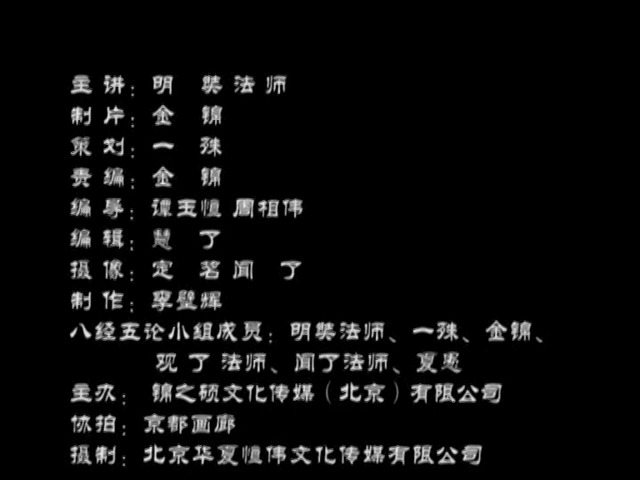 主 讲：明 奘 法 师
制 片：金 锦
策 划：一 殊
责 编：金 锦
编 导：谭玉恒 周相伟
编 辑：慧 了
摄 像：定 茗 闻 了
制 作：李璧辉
八经五论小组成员：明奘法师、一殊、金锦、
观 了 法师、闻了法师、夏恩
主办：锦之硕文化传媒（北京）有限公司
协拍：京都画廊
摄制：北京华夏恒伟文化传媒有限公司